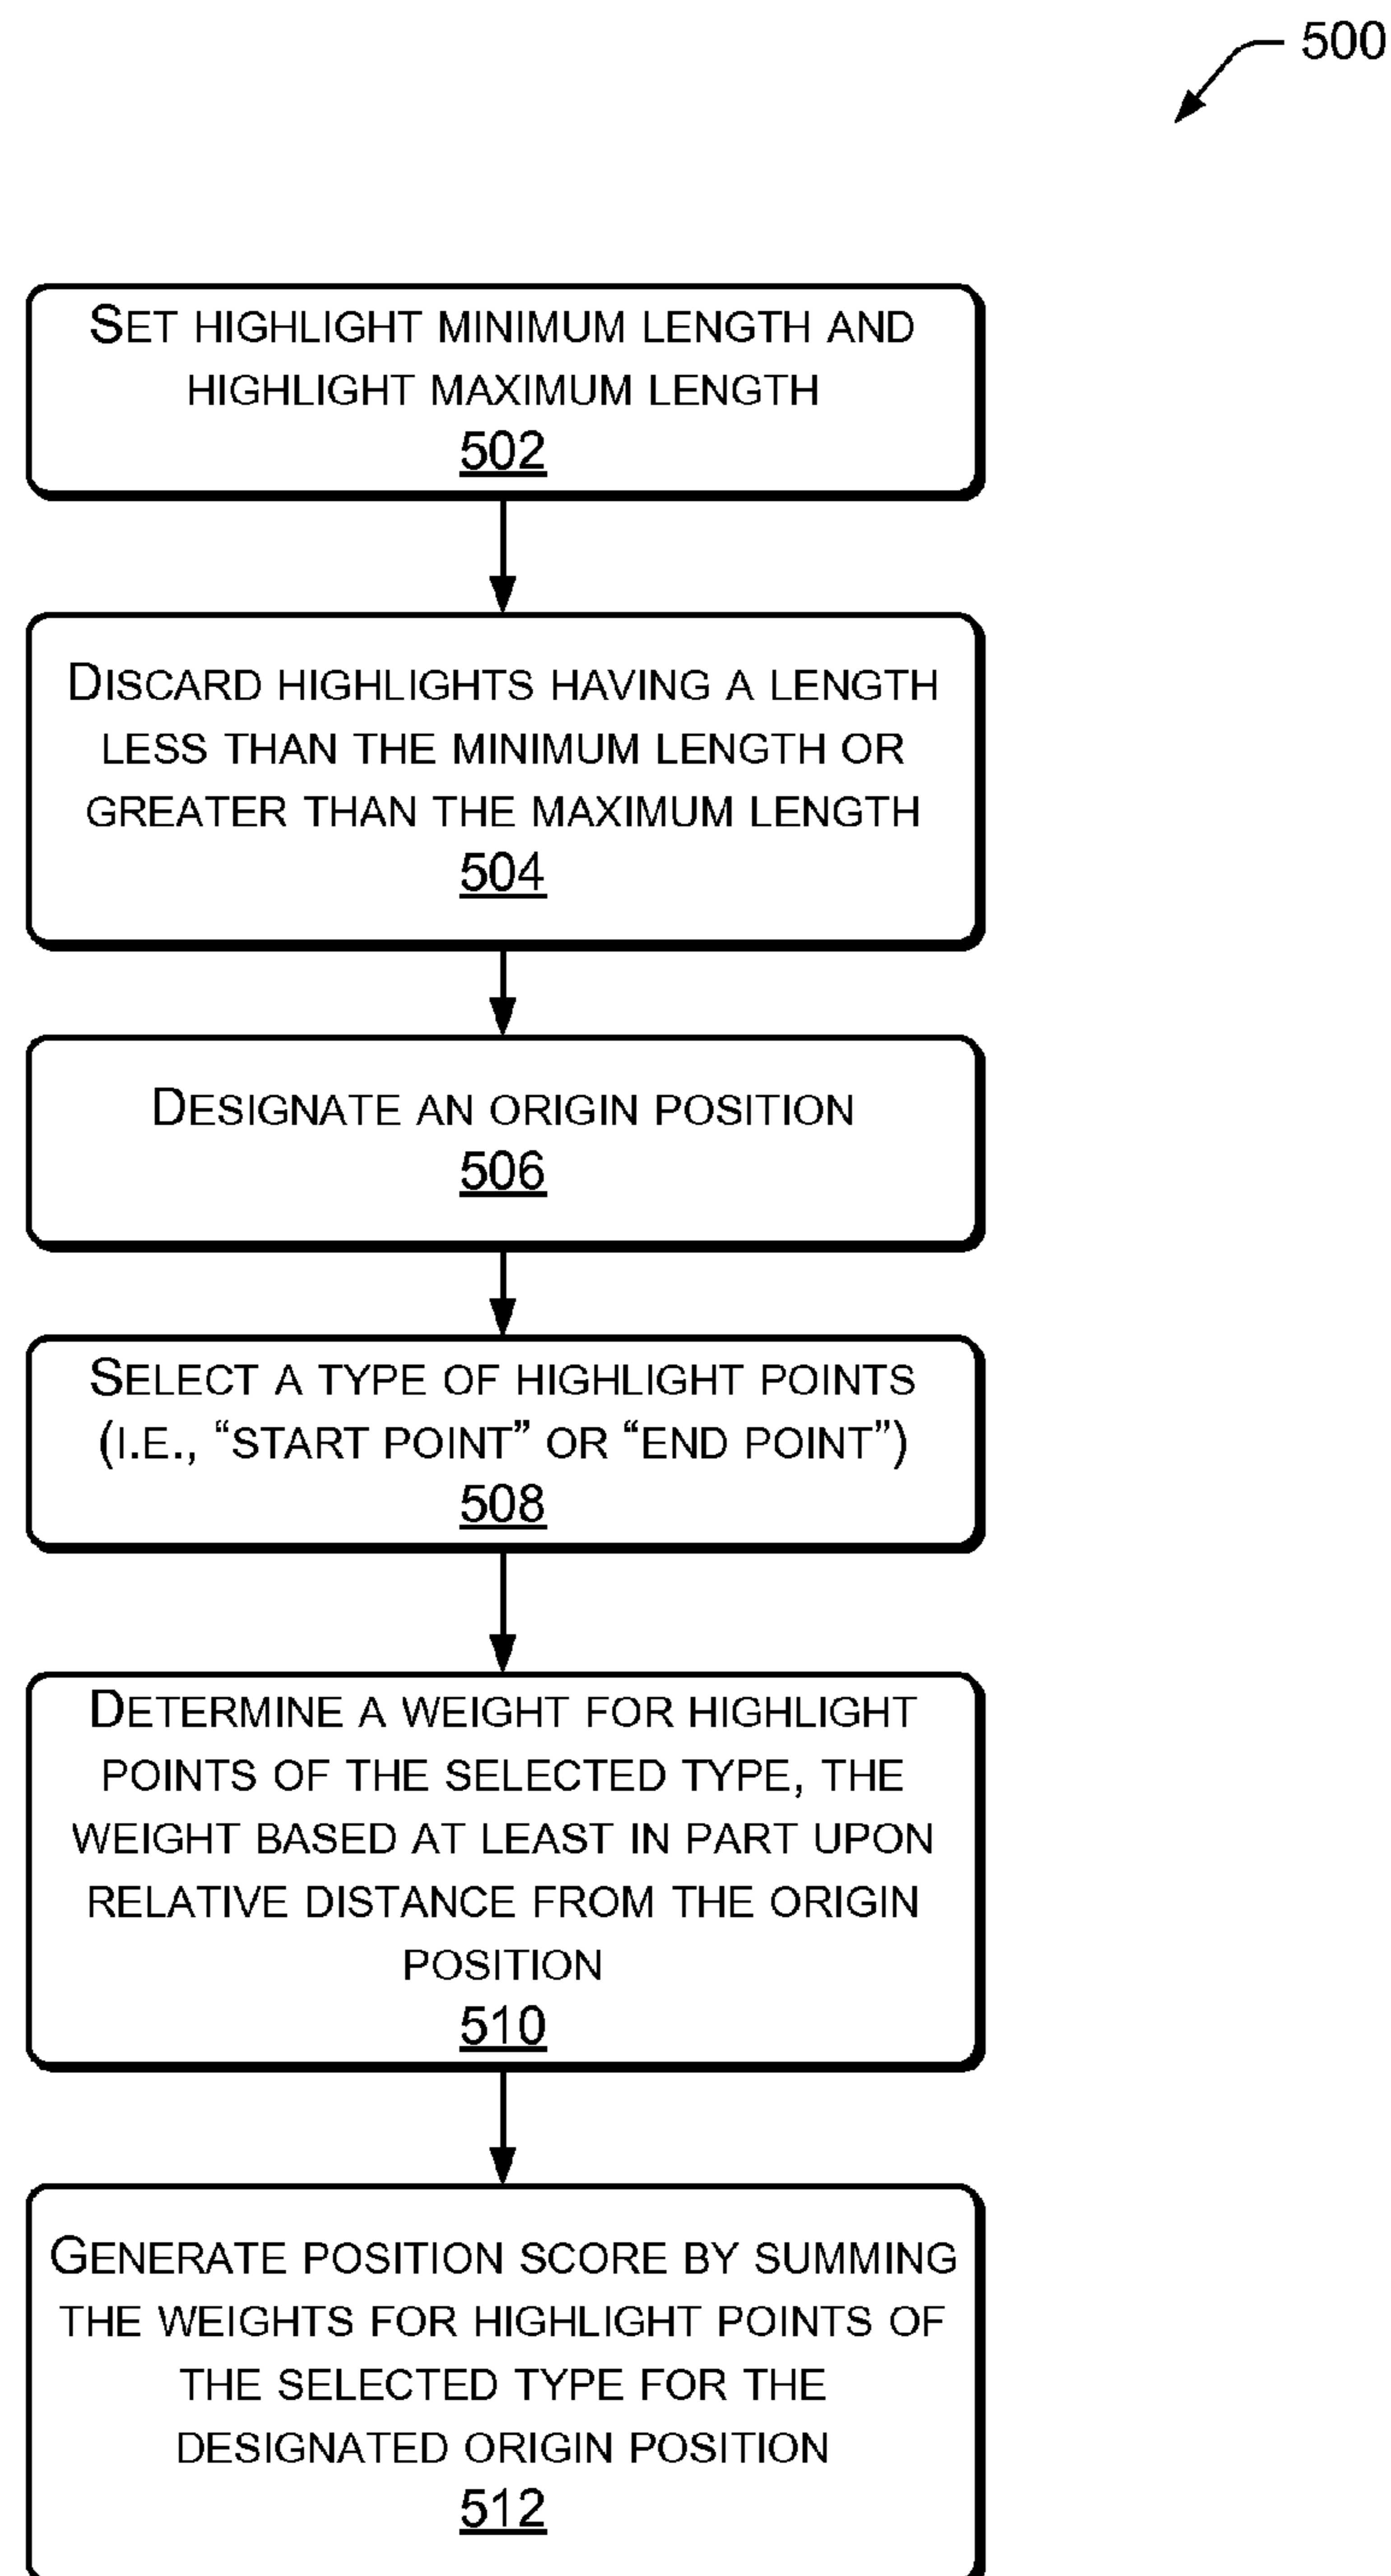 500
SET HIGHLIGHT MINIMUM LENGTH AND
HIGHLIGHT MAXIMUM LENGTH
502
DISCARD HIGHLIGHTS HAVING A LENGTH
LESS THAN THE MINIMUM LENGTH OR
GREATER THAN THE MAXIMUM LENGTH
504
DESIGNATE AN ORIGIN POSITION
506
SELECT A TYPE OF HIGHLIGHT POINTS
(I.E., “START POINT” OR “END POINT”)
508
DETERMINE A WEIGHT FOR HIGHLIGHT
POINTS OF THE SELECTED TYPE, THE
WEIGHT BASED AT LEAST IN PART UPON
RELATIVE DISTANCE FROM THE ORIGIN
POSITION
510
GENERATE POSITION SCORE BY SUMMING
THE WEIGHTS FOR HIGHLIGHT POINTS OF
THE SELECTED TYPE FOR THE
DESIGNATED ORIGIN POSITION
512